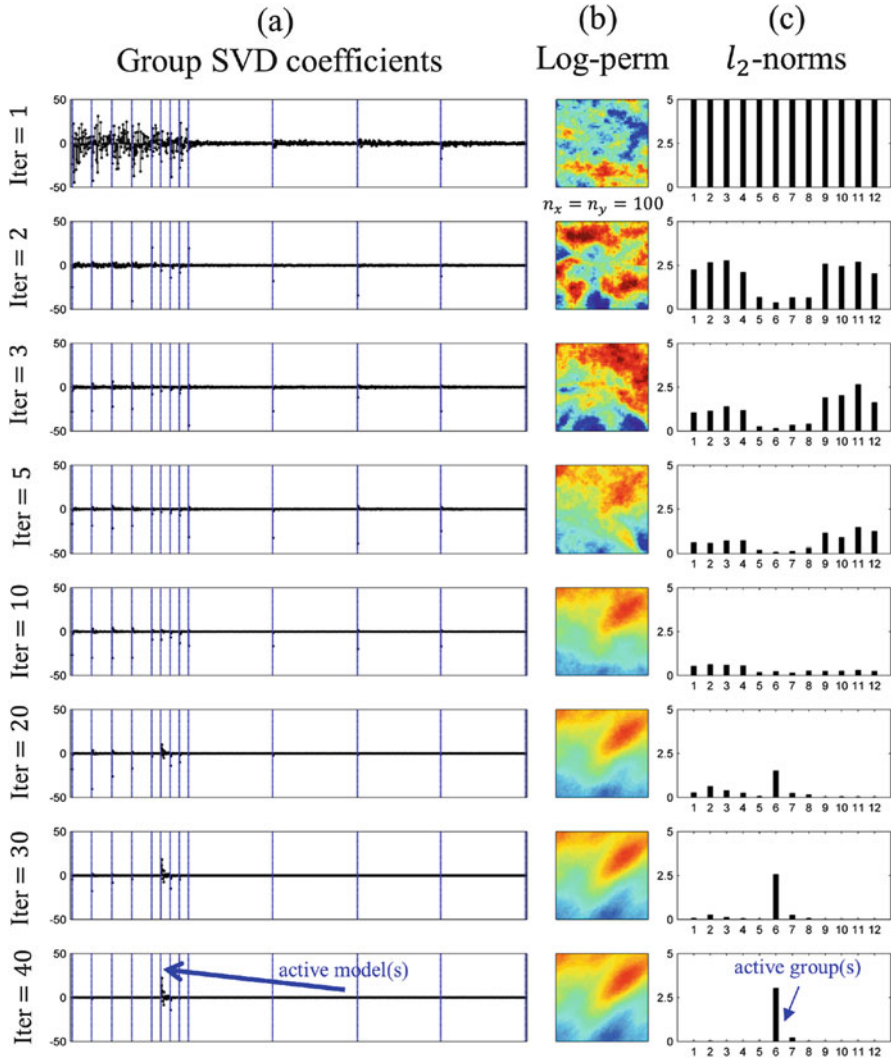 (a)
(b)
(c)
Group SVD coefficients
Log-perm
l₂-norms
Iter = 1
50
0
-50
5
2.5
0
1 2 3 4 5 6 7 8 9 10 11 12
n_x = n_y = 100
Iter = 2
50
0
-50
5
2.5
0
1 2 3 4 5 6 7 8 9 10 11 12
Iter = 3
50
0
-50
5
2.5
0
1 2 3 4 5 6 7 8 9 10 11 12
Iter = 5
50
0
-50
5
2.5
0
1 2 3 4 5 6 7 8 9 10 11 12
Iter = 10
50
0
-50
5
2.5
0
1 2 3 4 5 6 7 8 9 10 11 12
Iter = 20
50
0
-50
5
2.5
0
1 2 3 4 5 6 7 8 9 10 11 12
Iter = 30
50
0
-50
5
2.5
0
1 2 3 4 5 6 7 8 9 10 11 12
Iter = 40
50
0
-50
active model(s)
5
2.5
0
active group(s)
1 2 3 4 5 6 7 8 9 10 11 12